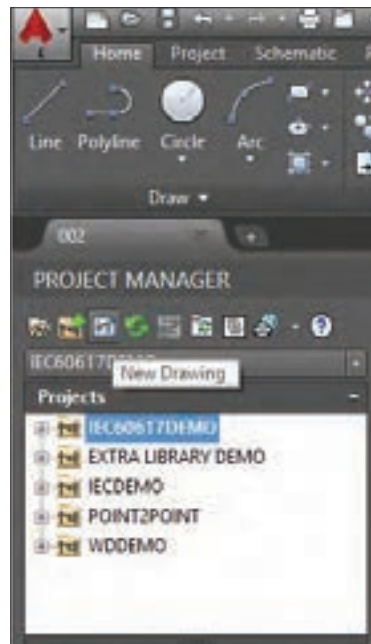 Home Project Schematic
Line Polyline Circle Arc
Draw
002
PROJECT MANAGER
New Drawing
Projects
IEC60617DEMO
EXTRA LIBRARY DEMO
IECDEMO
POINT2POINT
WDDEMO